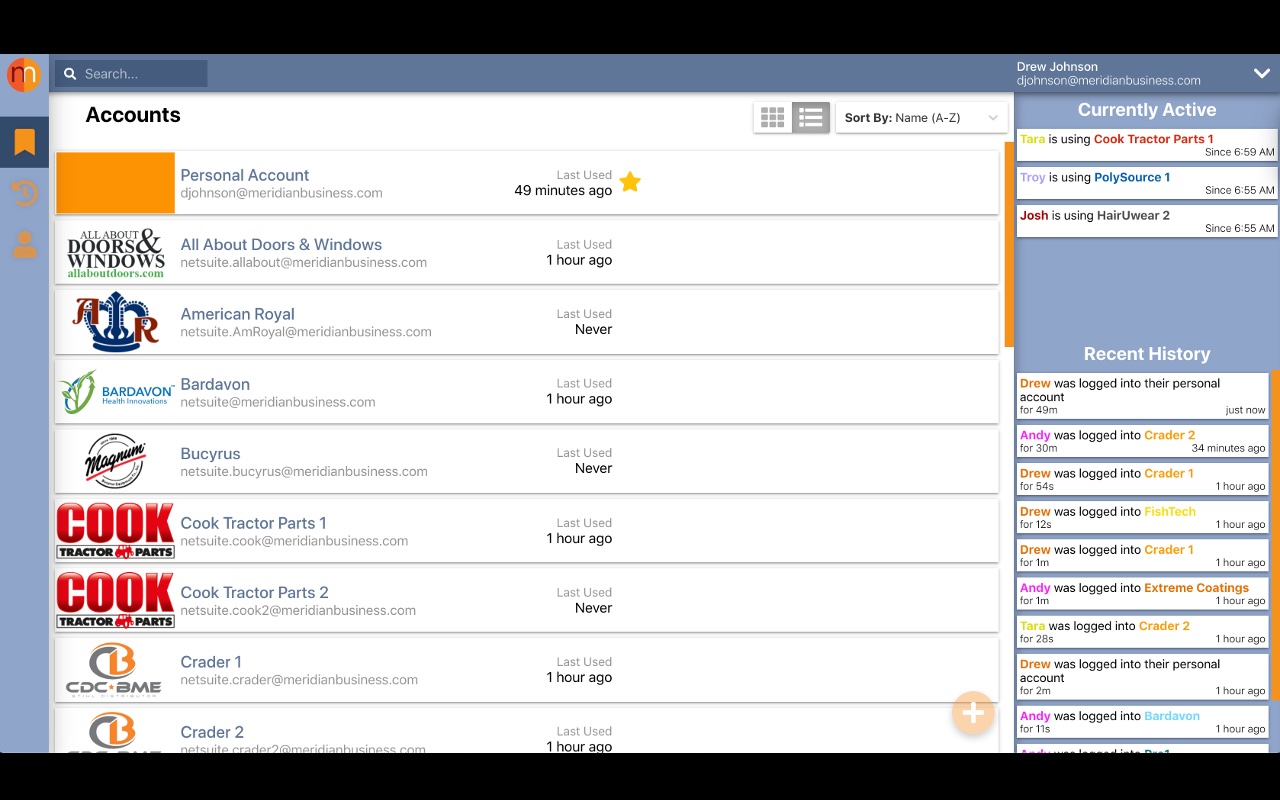 m
Search...
Drew Johnson
djohnson@meridianbusiness.com
Accounts
Sort By: Name (A-Z)
Personal Account
djohnson@meridianbusiness.com
Last Used
49 minutes ago
ALL ABOUT
DOORS&
WINDOWS
allaboutdoors.com
All About Doors & Windows
netsuite.allabout@meridianbusiness.com
Last Used
1 hour ago
A R
American Royal
netsuite.AmRoyal@meridianbusiness.com
Last Used
Never
BARDAVON
Health Innovations
Bardavon
netsuite@meridianbusiness.com
Last Used
1 hour ago
Magnum
Bucyrus
netsuite.bucyrus@meridianbusiness.com
Last Used
Never
COOK
TRACTOR PARTS
Cook Tractor Parts 1
netsuite.cook@meridianbusiness.com
Last Used
1 hour ago
COOK
TRACTOR PARTS
Cook Tractor Parts 2
netsuite.cook2@meridianbusiness.com
Last Used
Never
CDC BME
STIHL DISTRIBUTOR
Crader 1
netsuite.crader@meridianbusiness.com
Last Used
1 hour ago
CDC BME
Crader 2
netsuite.crader2@meridianbusiness.com
Last Used
1 hour ago
Currently Active
Tara is using Cook Tractor Parts 1
Since 6:59 AM
Troy is using PolySource 1
Since 6:55 AM
Josh is using HairUwear 2
Since 6:55 AM
Recent History
Drew was logged into their personal
account
for 49m just now
Andy was logged into Crader 2
for 30m 34 minutes ago
Drew was logged into Crader 1
for 54s 1 hour ago
Drew was logged into FishTech
for 12s 1 hour ago
Drew was logged into Crader 1
for 1m 1 hour ago
Andy was logged into Extreme Coatings
for 1m 1 hour ago
Tara was logged into Crader 2
for 28s 1 hour ago
Drew was logged into their personal
account
for 2m 1 hour ago
Andy was logged into Bardavon
for 11s 1 hour ago
Andy was logged into Pro1